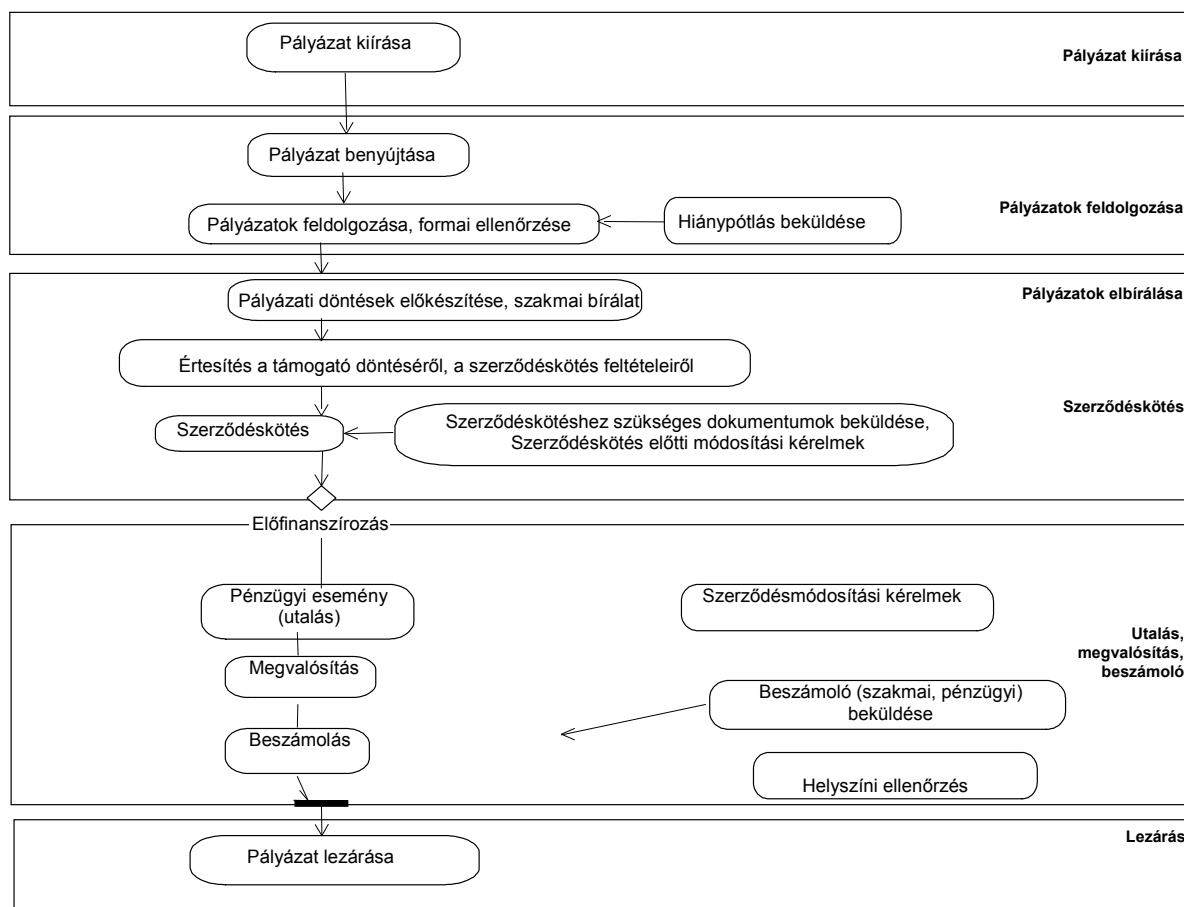 Pályázat kiírása
Pályázat kiírása
Pályázat benyújtása
Pályázatok feldolgozása, formai ellenőrzése
Hiánypótlás beküldése
Pályázatok feldolgozása
Pályázati döntések előkészítése, szakmai bírálat
Pályázatok elbírálása
Értesítés a támogató döntéséről, a szerződéskötés feltételeiről
Szerződéskötés
Szerződéskötés
Szerződéskötéshez szükséges dokumentumok beküldése,
Szerződéskötés előtti módosítási kérelmek
Előfinanszírozás
Pénzügyi esemény
(utalás)
Szerződésmódosítási kérelmek
Utalás,
megvalósítás,
beszámoló
Megvalósítás
Beszámoló (szakmai, pénzügyi)
beküldése
Beszámolás
Helyszíni ellenőrzés
Lezárás
Pályázat lezárása